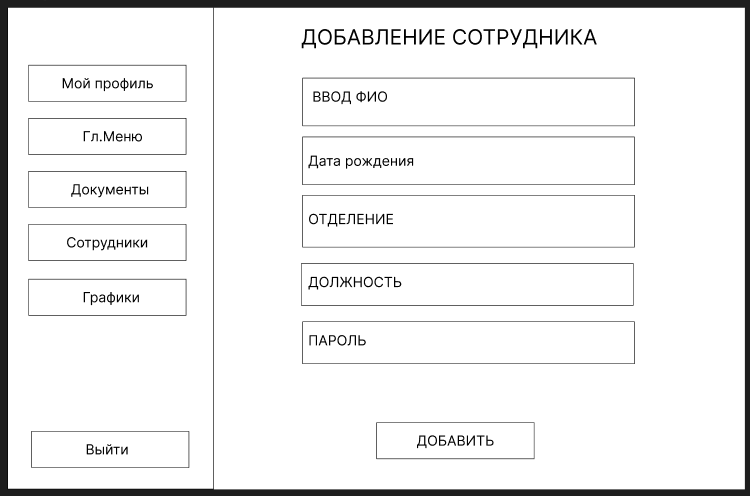 Мой профиль
Гл.Меню
Документы
Сотрудники
Графики
Выйти
ДОБАВЛЕНИЕ СОТРУДНИКА
ВВОД ФИО
Дата рождения
ОТДЕЛЕНИЕ
ДОЛЖНОСТЬ
ПАРОЛЬ
ДОБАВИТЬ